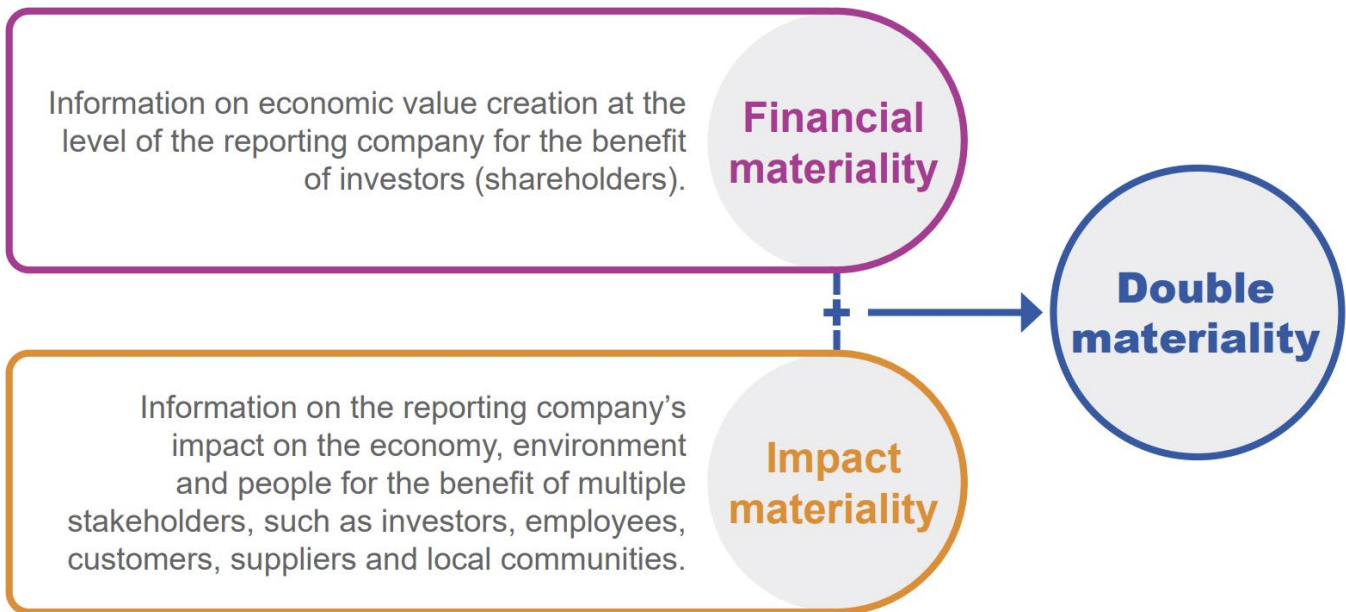 Information on economic value creation at the
level of the reporting company for the benefit
of investors (shareholders).
Financial
materiality
+
Double
materiality
Information on the reporting company’s
impact on the economy, environment
and people for the benefit of multiple
stakeholders, such as investors, employees,
customers, suppliers and local communities.
Impact
materiality